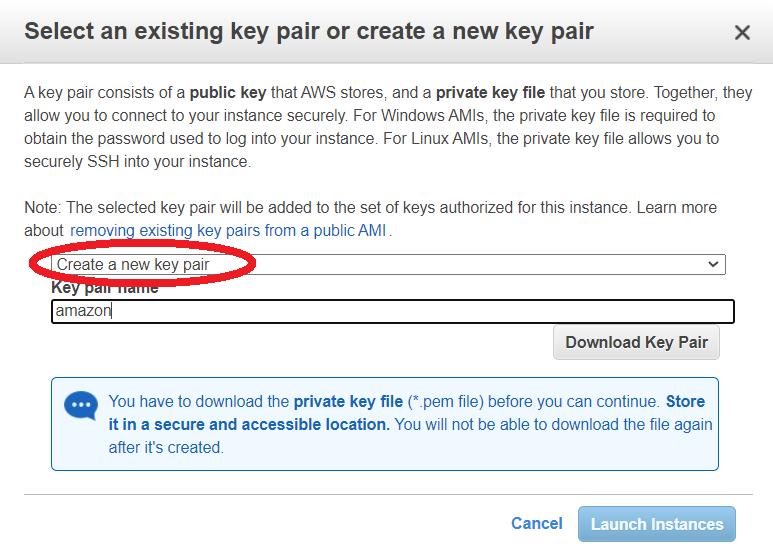 Select an existing key pair or create a new key pair
A key pair consists of a public key that AWS stores, and a private key file that you store. Together, they
allow you to connect to your instance securely. For Windows AMIs, the private key file is required to
obtain the password used to log into your instance. For Linux AMIs, the private key file allows you to
securely SSH into your instance.
Note: The selected key pair will be added to the set of keys authorized for this instance. Learn more
about removing existing key pairs from a public AMI .
Create a new key pair
Key pair name
amazon
Download Key Pair
You have to download the private key file (*.pem file) before you can continue. Store
it in a secure and accessible location. You will not be able to download the file again
after it's created.
Cancel
Launch Instances